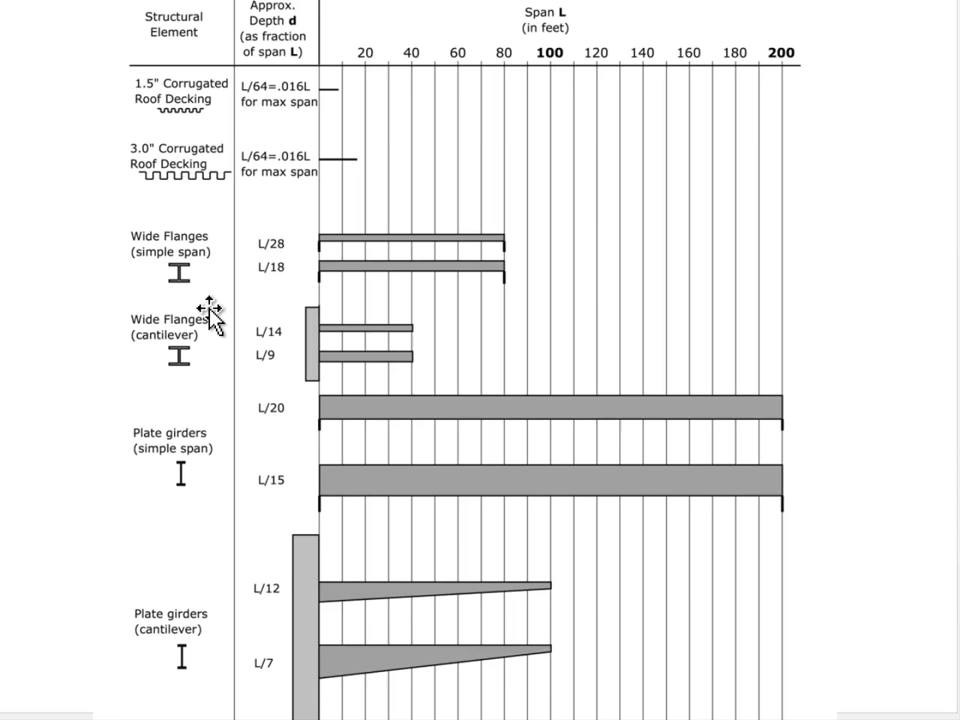 Structural
Element
Approx.
Depth d
(as fraction
of span L)
Span L
(in feet)
20 40 60 80 100 120 140 160 180 200
1.5" Corrugated
Roof Decking
L/64=.016L
for max span
3.0" Corrugated
Roof Decking
L/64=.016L
for max span
Wide Flanges
(simple span)
L/28
L/18
Wide Flanges
(cantilever)
L/14
L/9
Plate girders
(simple span)
L/20
L/15
Plate girders
(cantilever)
L/12
L/7